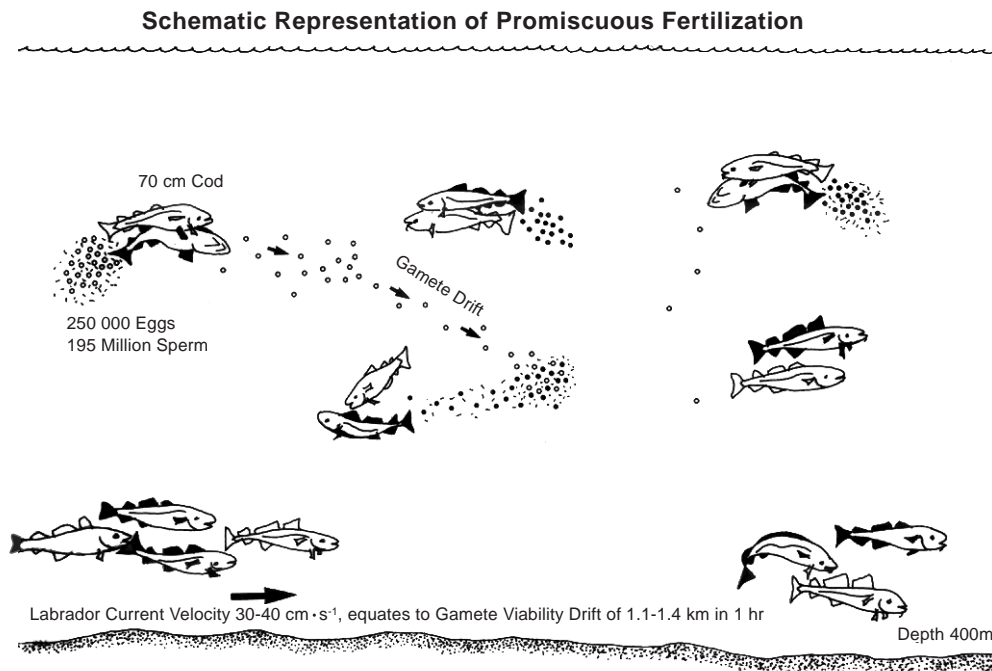 Schematic Representation of Promiscuous Fertilization
70 cm Cod
Gamete Drift
250 000 Eggs
195 Million Sperm
Labrador Current Velocity 30-40 cm · s⁻¹, equates to Gamete Viability Drift of 1.1-1.4 km in 1 hr
Depth 400m